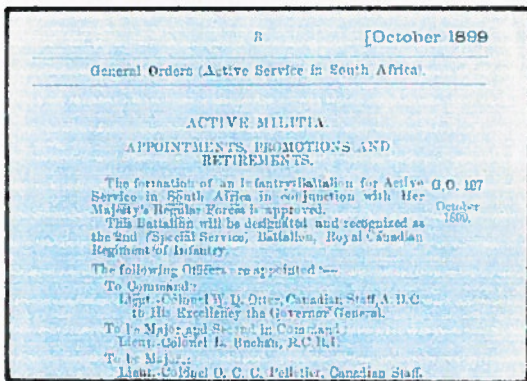 8 [October 1899
General Orders (Active Service in South Africa).
ACTIVE MILITIA.
APPOINTMENTS, PROMOTIONS AND
RETIREMENTS.
The formation of an Infantry Battalion for Active
Service in South Africa in conjunction with Her
Majesty's Regular Forces is approved.
G.O. 107
October
1899.
This Battalion will be designated and recognized as
the 2nd (Special Service) Battalion, Royal Canadian
Regiment of Infantry.
The following Officers are appointed :—
To Command:
Lieut.-Colonel W. D. Otter, Canadian Staff, A.D.C.
to His Excellency the Governor General.
To be Major and Second in Command:
Lieut.-Colonel L. Buchan, R.C.R.I.
To be Major:
Lieut.-Colonel O. C. C. Pelletier, Canadian Staff.